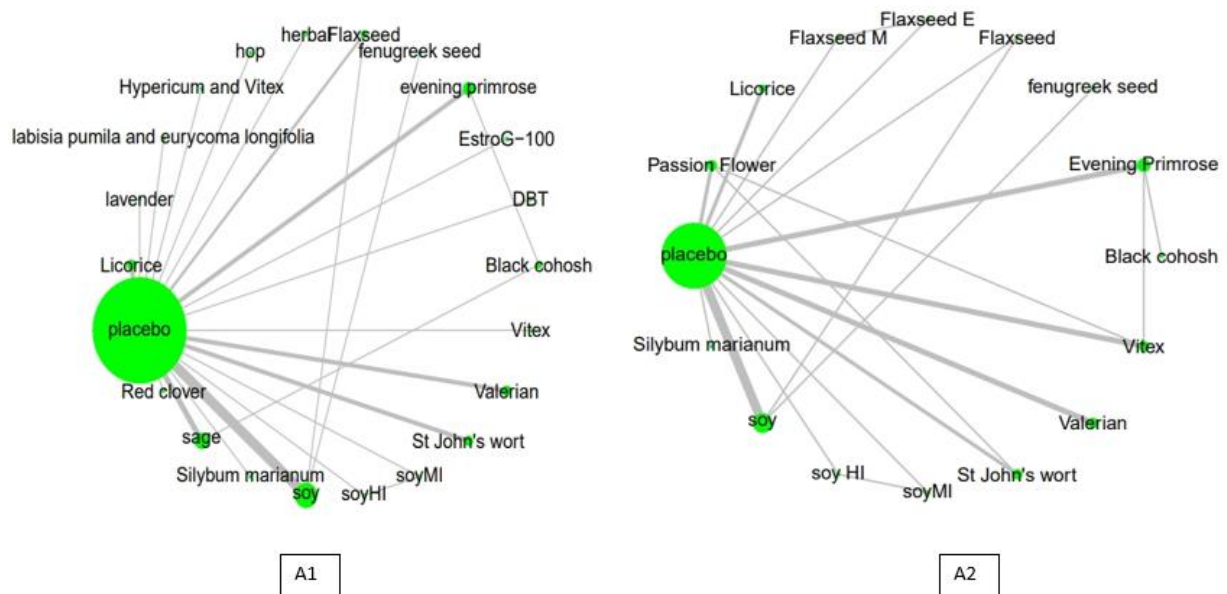 herbal
Flaxseed
hop
fenugreek seed
Hypericum and Vitex
evening primrose
labisia pumila and eurycoma longifolia
EstroG−100
lavender
DBT
Licorice
Black cohosh
placebo
Vitex
Red clover
Valerian
sage
St John's wort
Silybum marianum
soy
soyHI
soyMI
A1
Flaxseed E
Flaxseed M
Flaxseed
Licorice
fenugreek seed
Passion Flower
Evening Primrose
placebo
Black cohosh
Silybum marianum
Vitex
soy
Valerian
soy HI
soyMI
St John's wort
A2